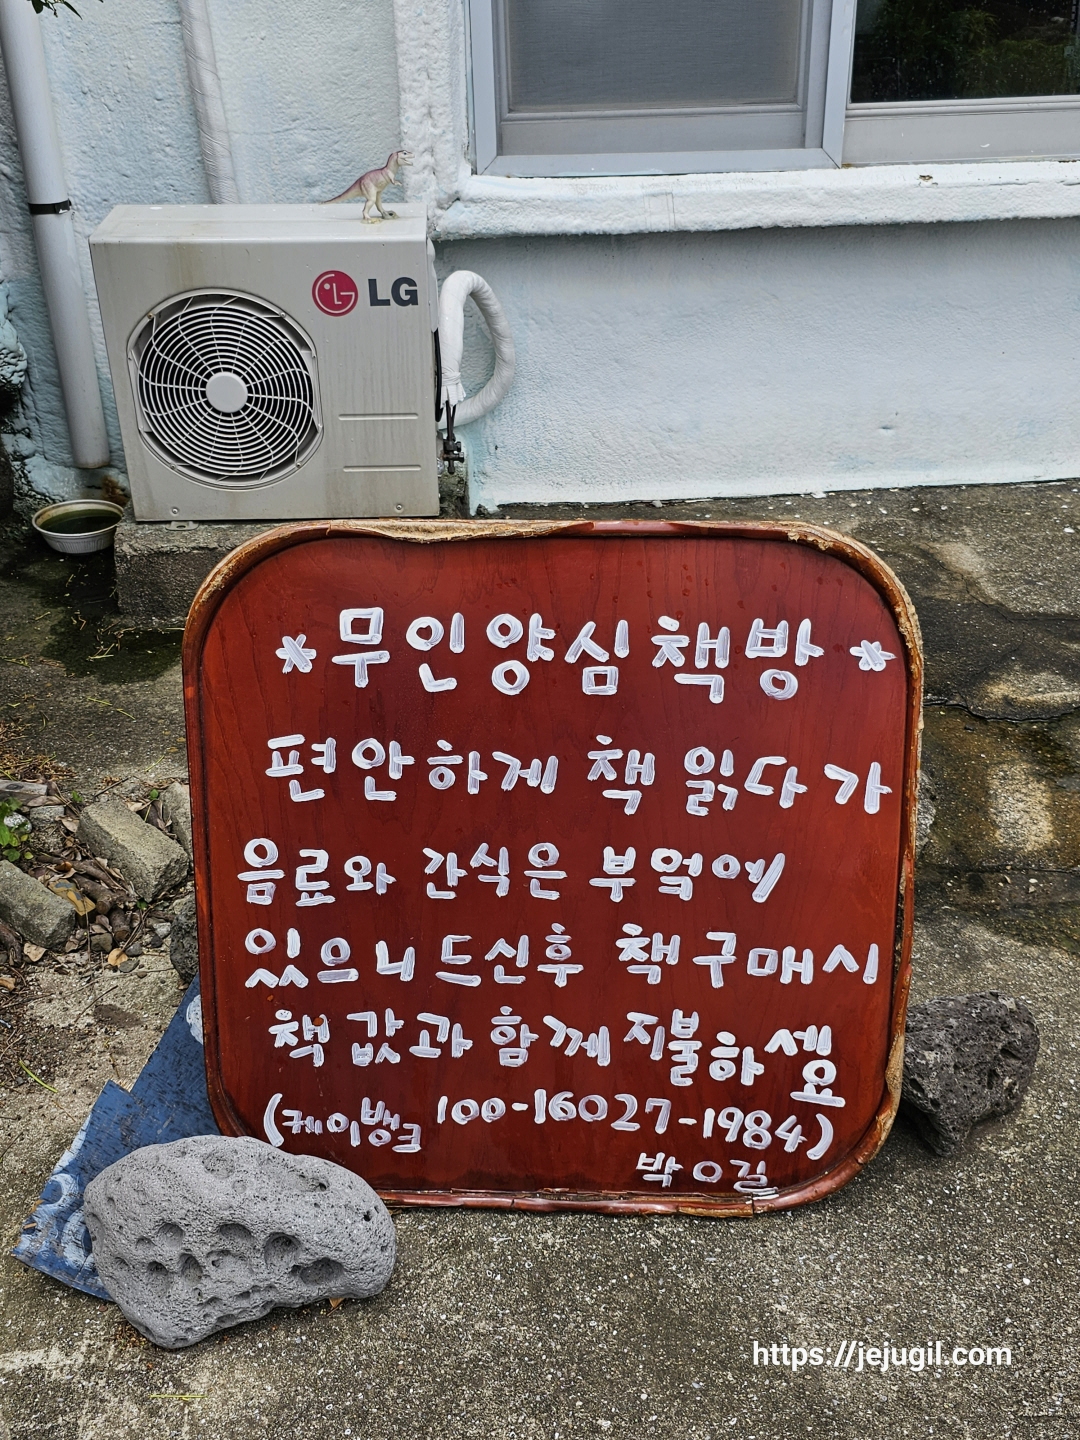 LG
*무인양심책방*
편안하게 책 읽다가
음료와 간식은 부엌에
있으니 드신후 책구매시
책값과 함께 지불하세요
(케이뱅크 100-16027-1984)
박O길
https://jejugil.com